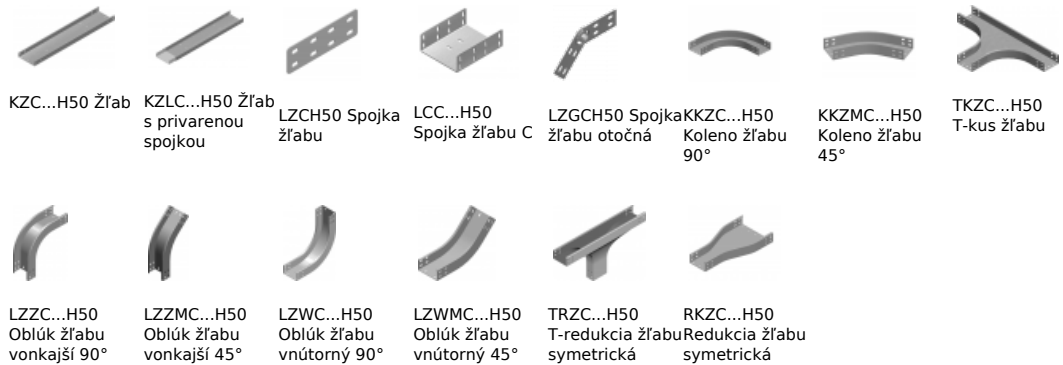 KZC...H50 Žľab
KZLC...H50 Žľab
s privarenou
spojkou
LZCH50 Spojka
žľabu
LCC...H50
Spojka žľabu C
LZGCH50 Spojka
žľabu otočná
KKZC...H50
Koleno žľabu
90°
KKZMC...H50
Koleno žľabu
45°
TKZC...H50
T-kus žľabu
LZZC...H50
Oblúk žľabu
vonkajší 90°
LZZMC...H50
Oblúk žľabu
vonkajší 45°
LZWC...H50
Oblúk žľabu
vnútorný 90°
LZWMC...H50
Oblúk žľabu
vnútorný 45°
TRZC...H50
T-redukcia žľabu
symetrická
RKZC...H50
Redukcia žľabu
symetrická